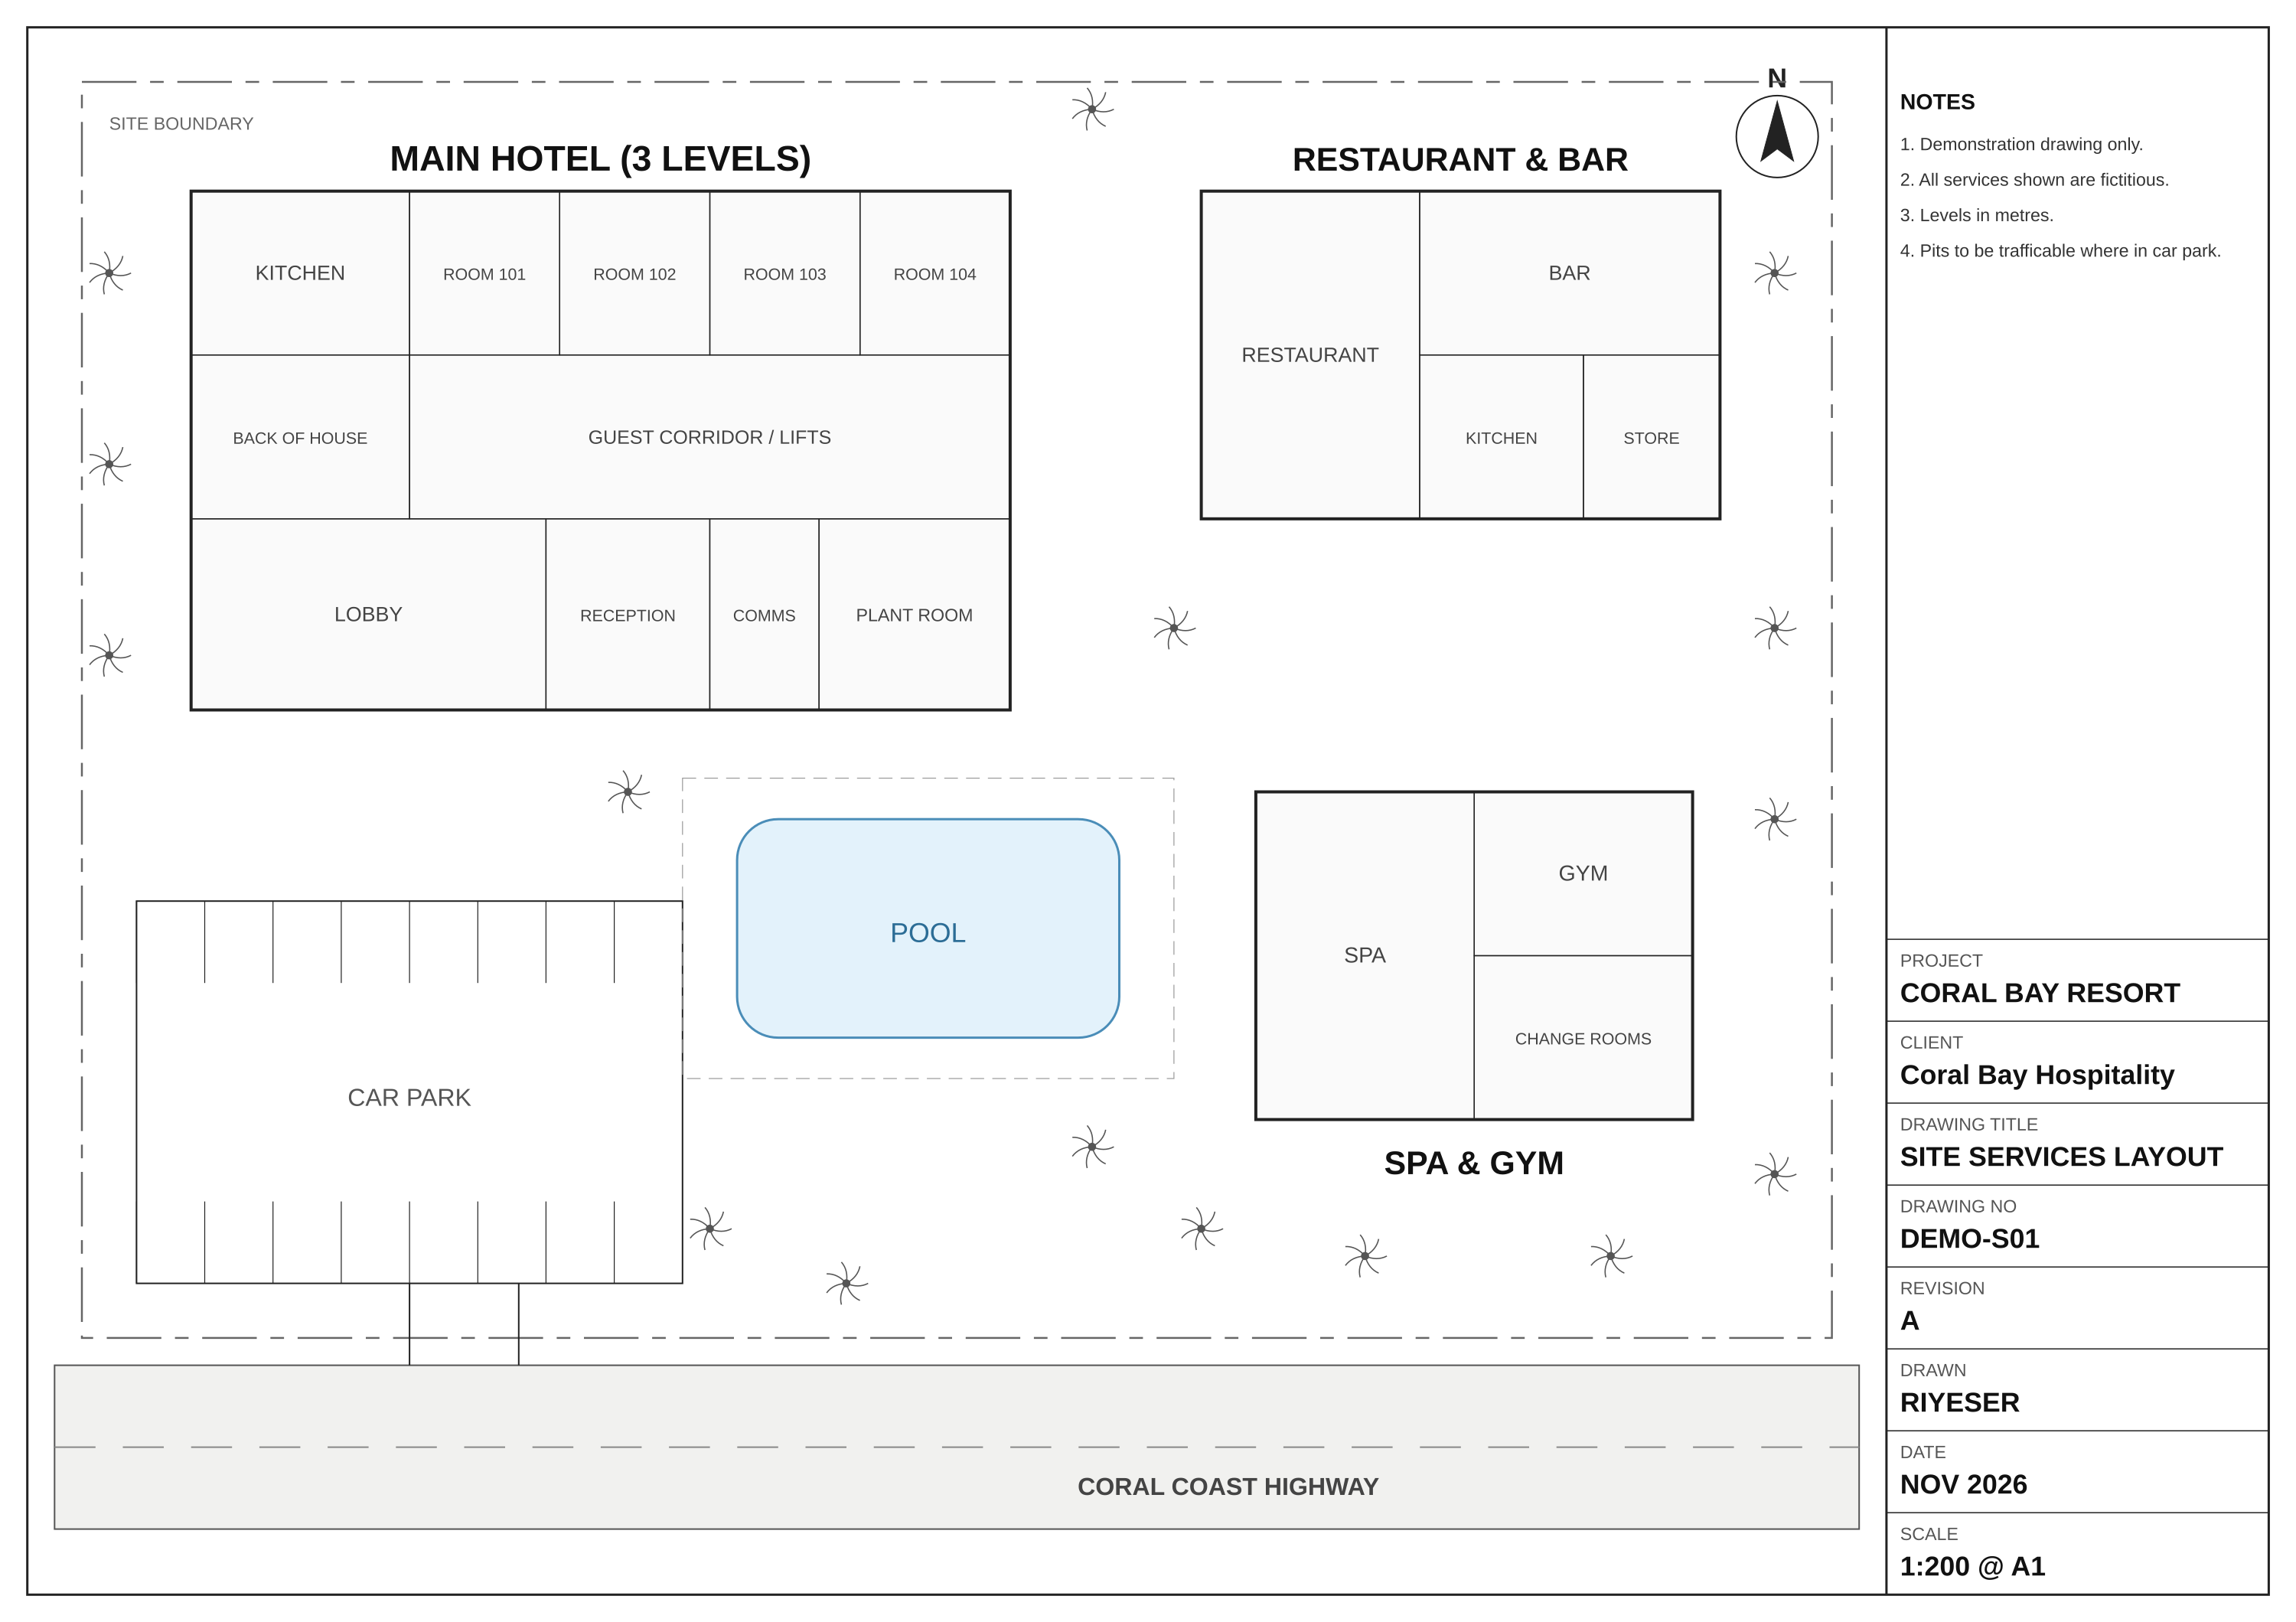 N
SITE BOUNDARY
MAIN HOTEL (3 LEVELS)
RESTAURANT & BAR
KITCHEN
ROOM 101
ROOM 102
ROOM 103
ROOM 104
BACK OF HOUSE
GUEST CORRIDOR / LIFTS
LOBBY
RECEPTION
COMMS
PLANT ROOM
RESTAURANT
BAR
KITCHEN
STORE
POOL
SPA
GYM
CHANGE ROOMS
SPA & GYM
CAR PARK
CORAL COAST HIGHWAY
NOTES
1. Demonstration drawing only.
2. All services shown are fictitious.
3. Levels in metres.
4. Pits to be trafficable where in car park.
PROJECT
CORAL BAY RESORT
CLIENT
Coral Bay Hospitality
DRAWING TITLE
SITE SERVICES LAYOUT
DRAWING NO
DEMO-S01
REVISION
A
DRAWN
RIYESER
DATE
NOV 2026
SCALE
1:200 @ A1